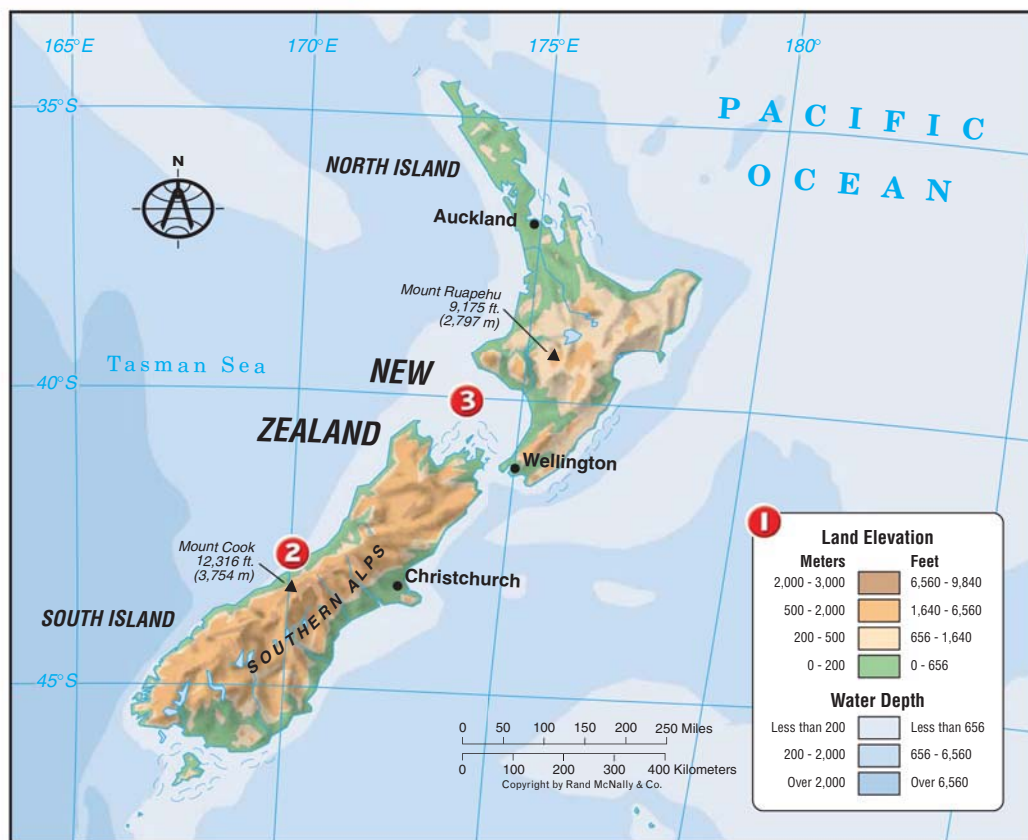 165°E
170°E
175°E
180°
35°S
PACIFIC
OCEAN
N
NORTH ISLAND
Auckland
Mount Ruapehu
9,175 ft.
(2,797 m)
Tasman Sea
NEW
40°S
3
ZEALAND
Wellington
2
Mount Cook
12,316 ft.
(3,754 m)
SOUTHERN ALPS
Christchurch
SOUTH ISLAND
45°S
0 50 100 150 200 250 Miles
0 100 200 300 400 Kilometers
Copyright by Rand McNally & Co.
1
Land Elevation
Meters Feet
2,000 - 3,000 6,560 - 9,840
500 - 2,000 1,640 - 6,560
200 - 500 656 - 1,640
0 - 200 0 - 656
Water Depth
Less than 200 Less than 656
200 - 2,000 656 - 6,560
Over 2,000 Over 6,560